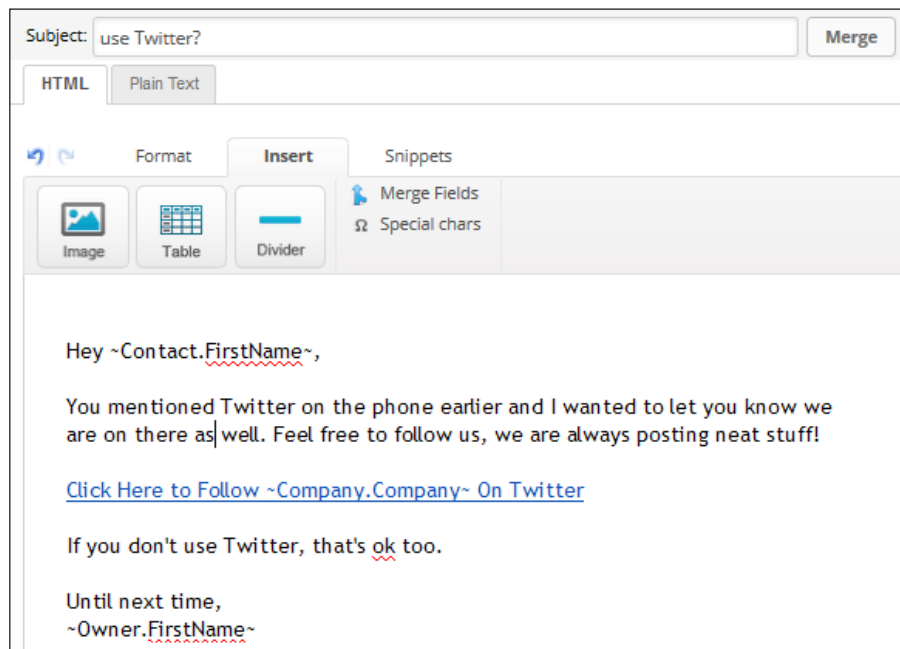 Subject: use Twitter? Merge
HTML Plain Text
Format Insert Snippets
Merge Fields
Ω Special chars
Image Table Divider
Hey ~Contact.FirstName~,
You mentioned Twitter on the phone earlier and I wanted to let you know we
are on there as well. Feel free to follow us, we are always posting neat stuff!
Click Here to Follow ~Company.Company~ On Twitter
If you don't use Twitter, that's ok too.
Until next time,
~Owner.FirstName~